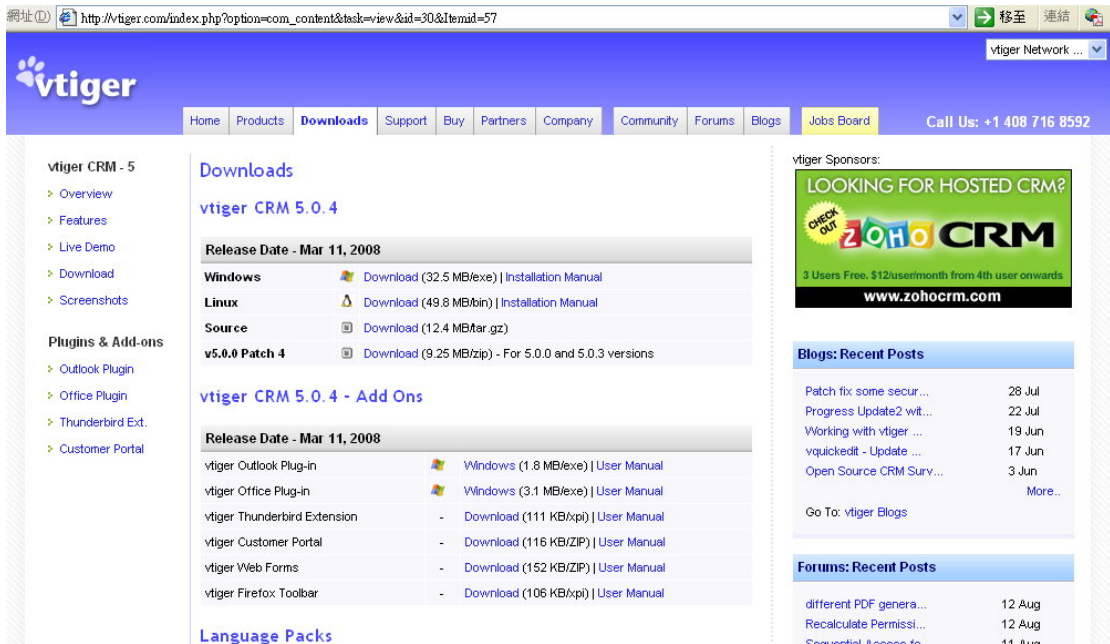 網址(D) http://vtiger.com/index.php?option=com_content&task=view&id=30&Itemid=57 移至 連結
vtiger Network ...
vtiger
Home Products Downloads Support Buy Partners Company Community Forums Blogs Jobs Board Call Us: +1 408 716 8592
vtiger CRM - 5
Overview
Features
Live Demo
Download
Screenshots
Plugins & Add-ons
Outlook Plugin
Office Plugin
Thunderbird Ext.
Customer Portal
Downloads
vtiger CRM 5.0.4
Release Date - Mar 11, 2008
Windows Download (32.5 MB/exe) | Installation Manual
Linux Download (49.8 MB/bin) | Installation Manual
Source Download (12.4 MB/tar.gz)
v5.0.0 Patch 4 Download (9.25 MB/zip) - For 5.0.0 and 5.0.3 versions
vtiger CRM 5.0.4 - Add Ons
Release Date - Mar 11, 2008
vtiger Outlook Plug-in Windows (1.8 MB/exe) | User Manual
vtiger Office Plug-in Windows (3.1 MB/exe) | User Manual
vtiger Thunderbird Extension - Download (111 KB/xpi) | User Manual
vtiger Customer Portal - Download (116 KB/ZIP) | User Manual
vtiger Web Forms - Download (152 KB/ZIP) | User Manual
vtiger Firefox Toolbar - Download (106 KB/xpi) | User Manual
Language Packs
vtiger Sponsors:
LOOKING FOR HOSTED CRM?
CHECK OUT
ZOHO CRM
3 Users Free. $12/user/month from 4th user onwards
www.zohocrm.com
Blogs: Recent Posts
Patch fix some secur... 28 Jul
Progress Update2 wit... 22 Jul
Working with vtiger ... 19 Jun
vquickedit - Update ... 17 Jun
Open Source CRM Surv... 3 Jun
More..
Go To: vtiger Blogs
Forums: Recent Posts
different PDF genera... 12 Aug
Recalculate Permissi... 12 Aug
Sequential Access fo... 11 Aug